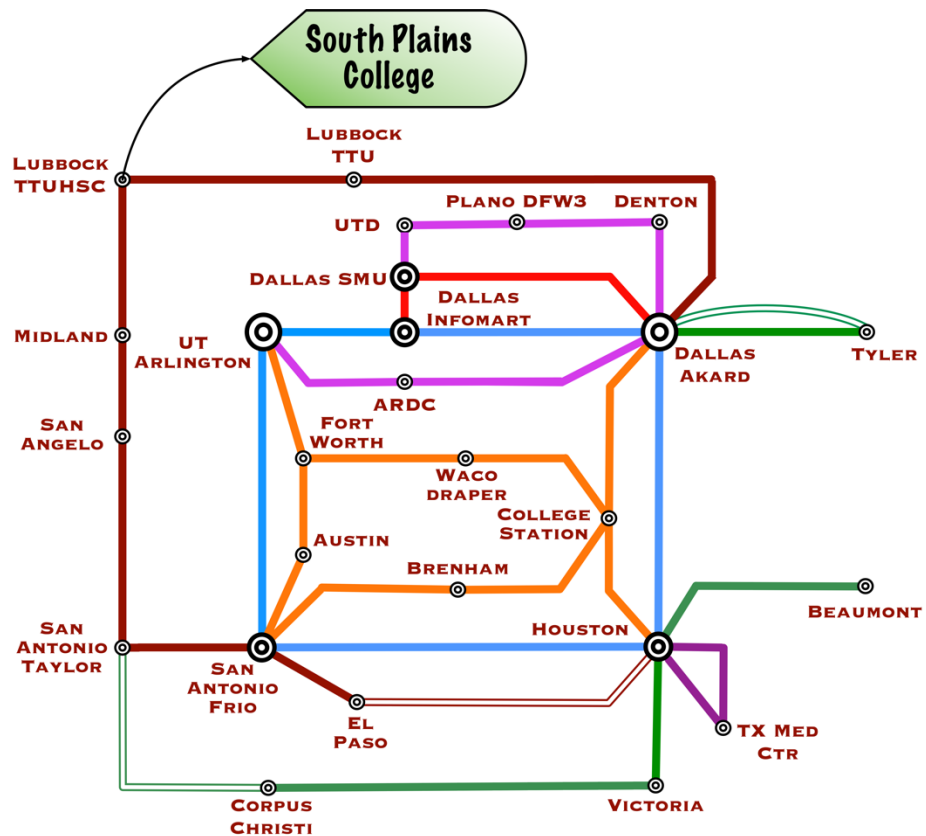 South Plains
College
Lubbock
TTU
Lubbock
TTUHSC
UTD
Plano DFW3
Denton
Dallas SMU
Dallas
Infomart
Midland
UT
Arlington
Dallas
Akard
Tyler
ARDC
San
Angelo
Fort
Worth
Waco
draper
College
Station
Austin
Brenham
Beaumont
San
Antonio
Taylor
Houston
San
Antonio
Frio
El
Paso
TX Med
Ctr
Corpus
Christi
Victoria